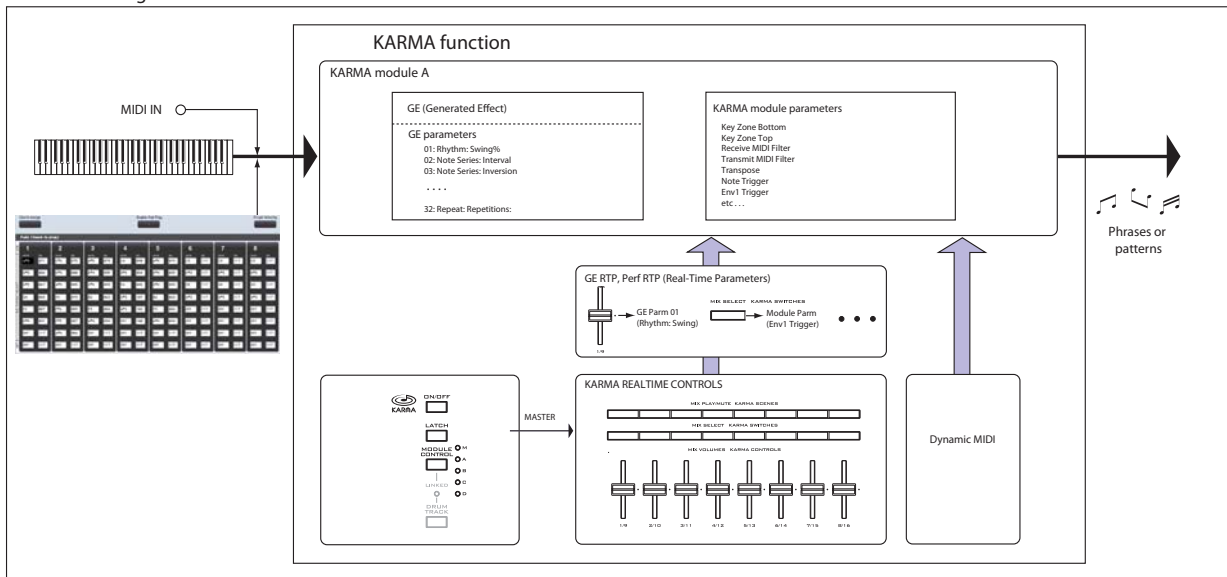 KARMA function
KARMA module A
MIDI IN
GE (Generated Effect)
GE parameters
01: Rhythm: Swing%
02: Note Series: Interval
03: Note Series: Inversion
. . . .
32: Repeat: Repetitions:
KARMA module parameters
Key Zone Bottom
Key Zone Top
Receive MIDI Filter
Transmit MIDI Filter
Transpose
Note Trigger
Env1 Trigger
etc . . .
Phrases or
patterns
GE RTP, Perf RTP (Real-Time Parameters)
GE Parm 01
(Rhythm: Swing)
MIX SELECT KARMA SWITCHES
Module Parm
(Env1 Trigger)
1/9
KARMA
ON/OFF
LATCH
MODULE
CONTROL
M
A
B
C
D
LINKED
DRUM
TRACK
MASTER
KARMA REALTIME CONTROLS
MIX PLAY/MUTE KARMA SCENES
MIX SELECT KARMA SWITCHES
MIX VOLUMES KARMA CONTROLS
1/9 2/10 3/11 4/12 5/13 6/14 7/15 8/16
Dynamic MIDI
1 2 3 4 5 6 7 8